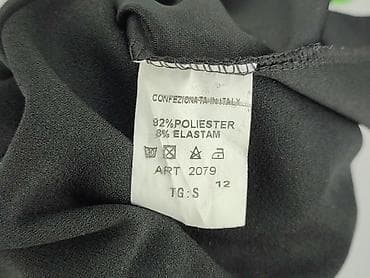 CONFEZIONATA IN ITALY
92%POLIESTER
8% ELASTAM
ART 2079
TG:S 12